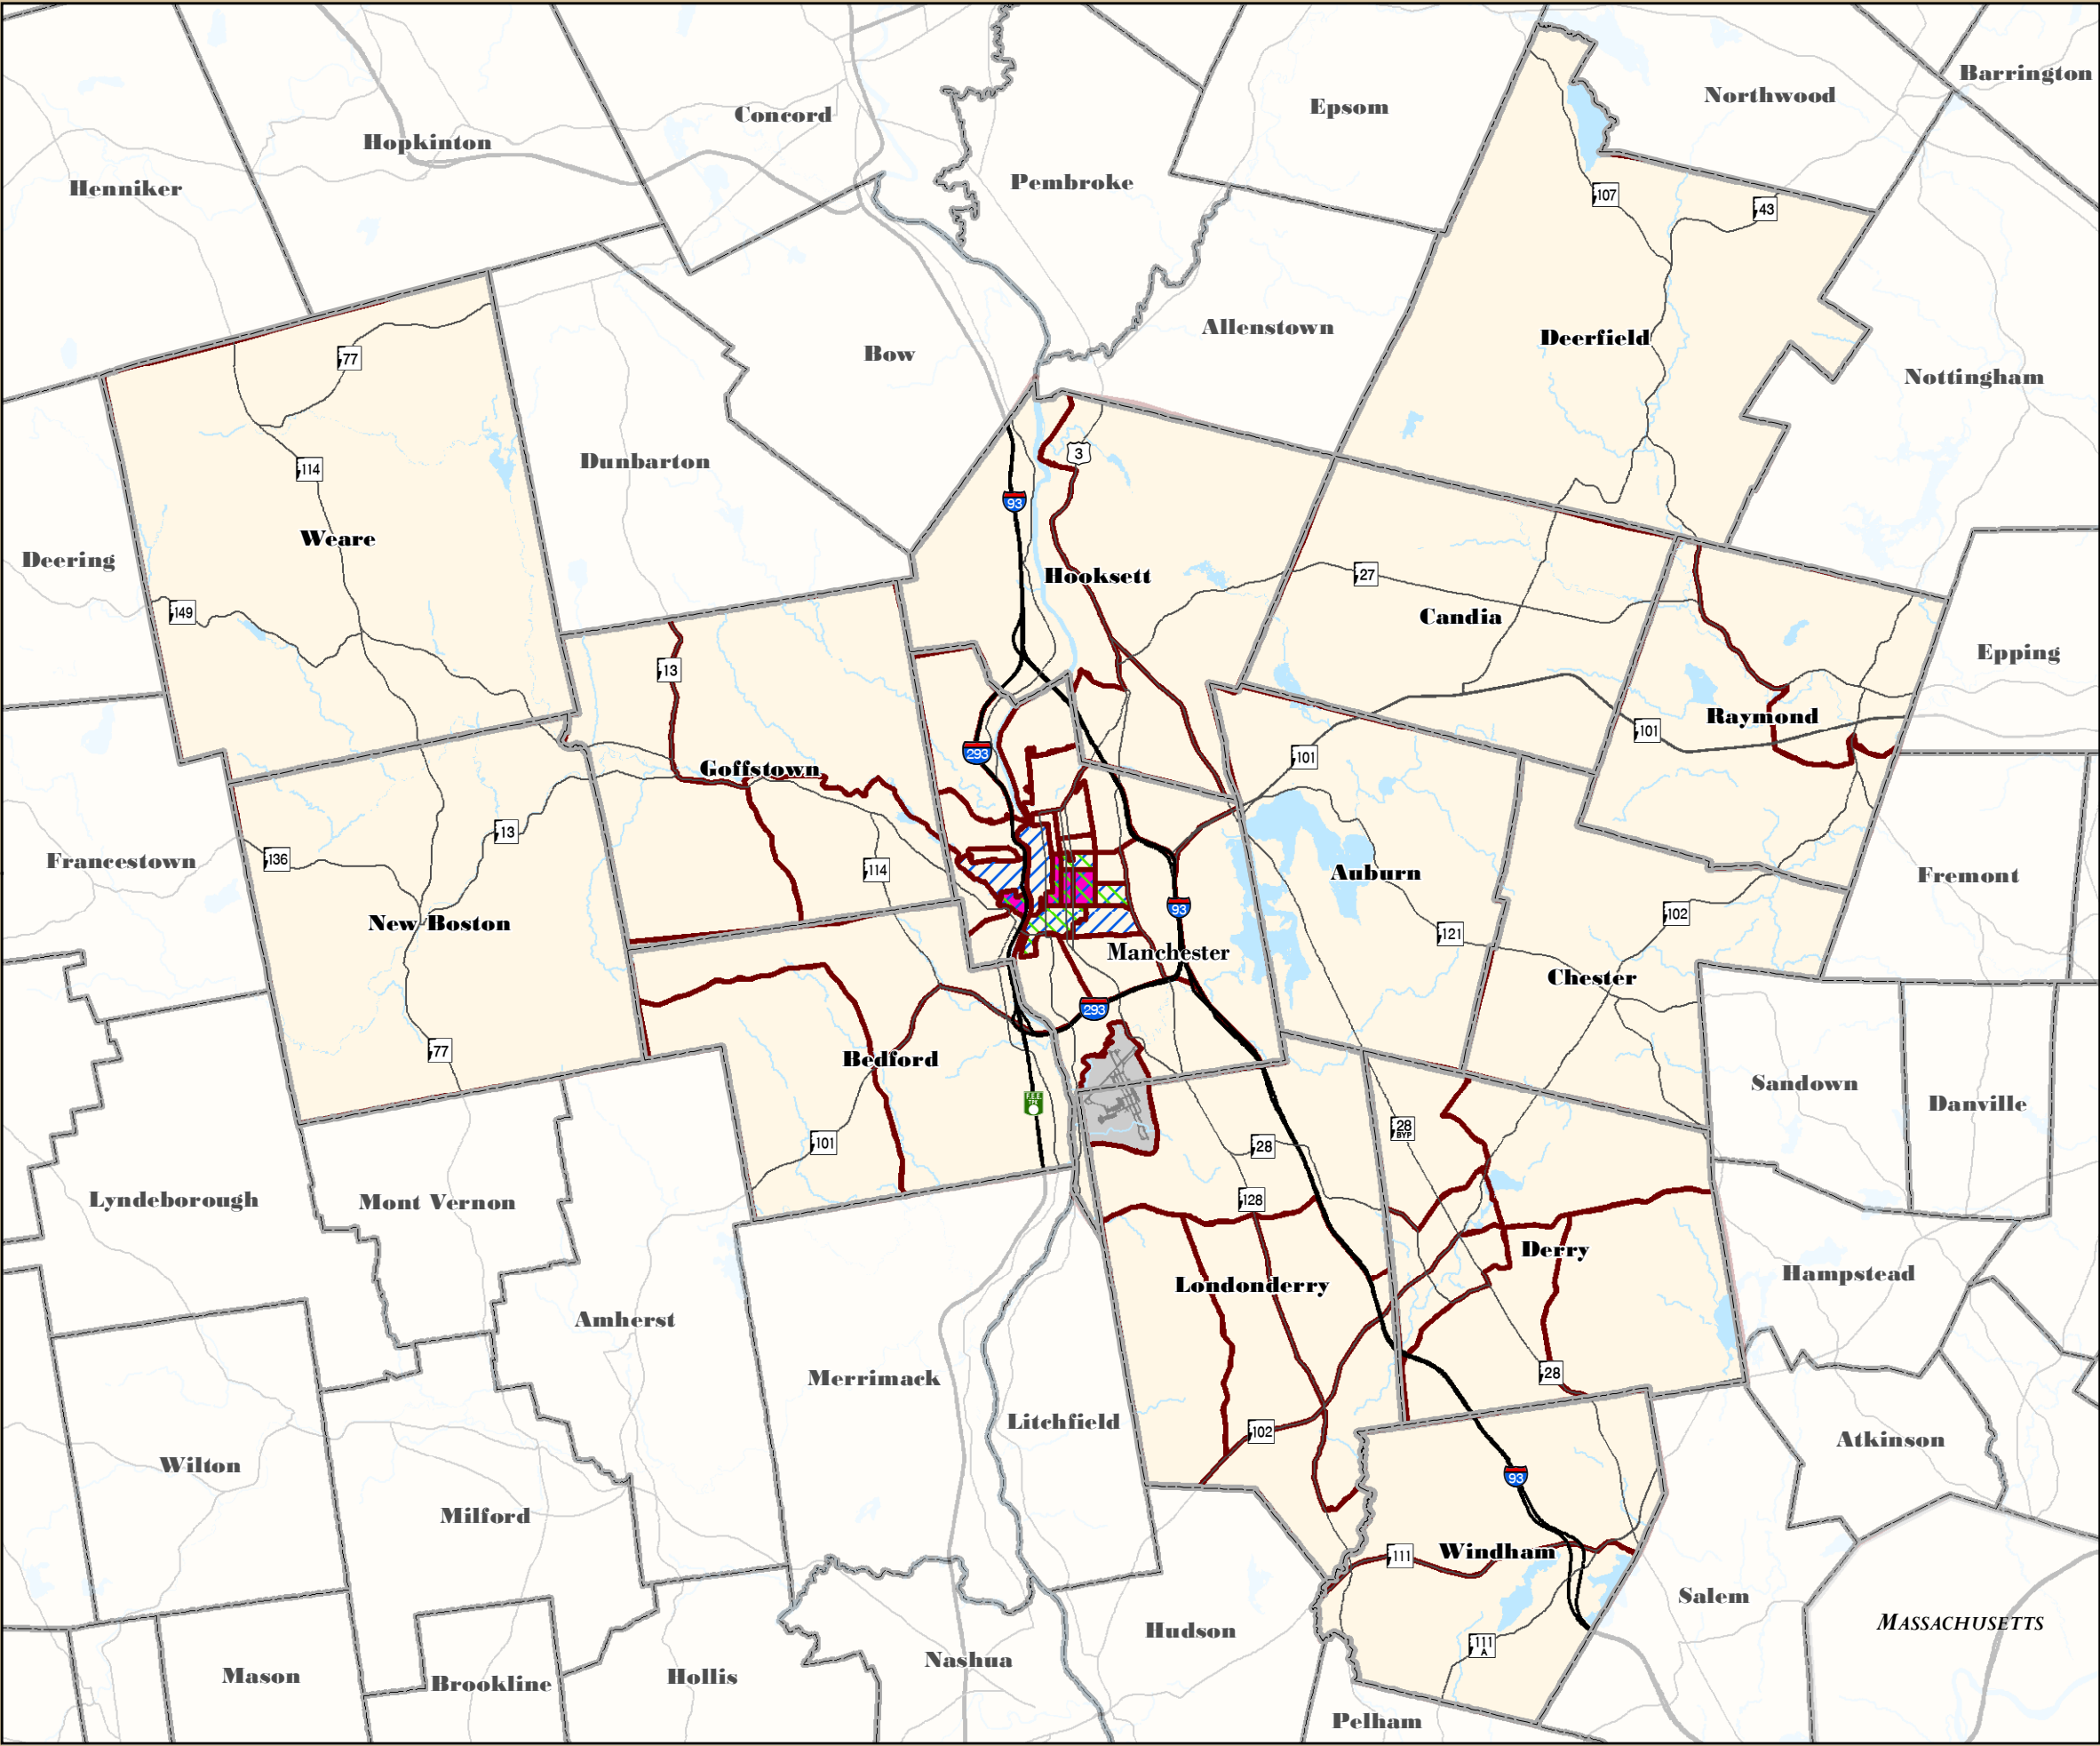 Barrington
Northwood
Epsom
Concord
Hopkinton
Pembroke
Henniker
107
43
Allenstown
Deerfield
Bow
77
Nottingham
3
Dunbarton
114
93
Weare
Deering
Hooksett
27
149
Candia
Epping
13
Raymond
101
293
101
Goffstown
13
136
Francestown
114
Auburn
Fremont
93
102
New Boston
121
Manchester
Chester
293
77
Bedford
Sandown
F.E.E.
TPK
Danville
28
BYP
101
28
Lyndeborough
Mont Vernon
128
Derry
Hampstead
Londonderry
Amherst
28
Merrimack
Litchfield
102
Atkinson
Wilton
93
Milford
111
Windham
Salem
Massachusetts
Hudson
111
A
Nashua
Mason
Hollis
Brookline
Pelham